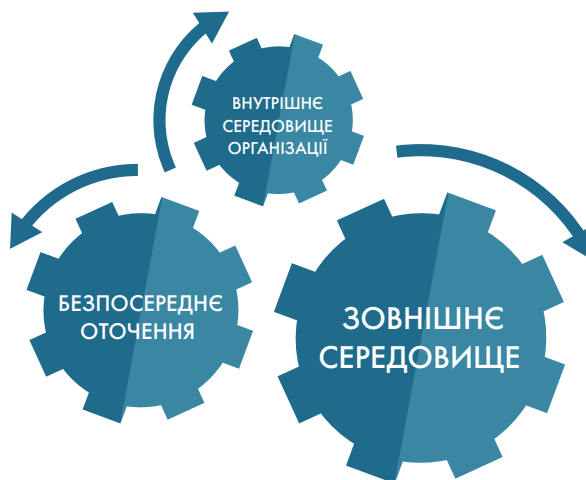 ВНУТРІШНЄ
СЕРЕДОВИЩЕ
ОРГАНІЗАЦІЇ
БЕЗПОСЕРЕДНЄ
ОТОЧЕННЯ
ЗОВНІШНЄ
СЕРЕДОВИЩЕ